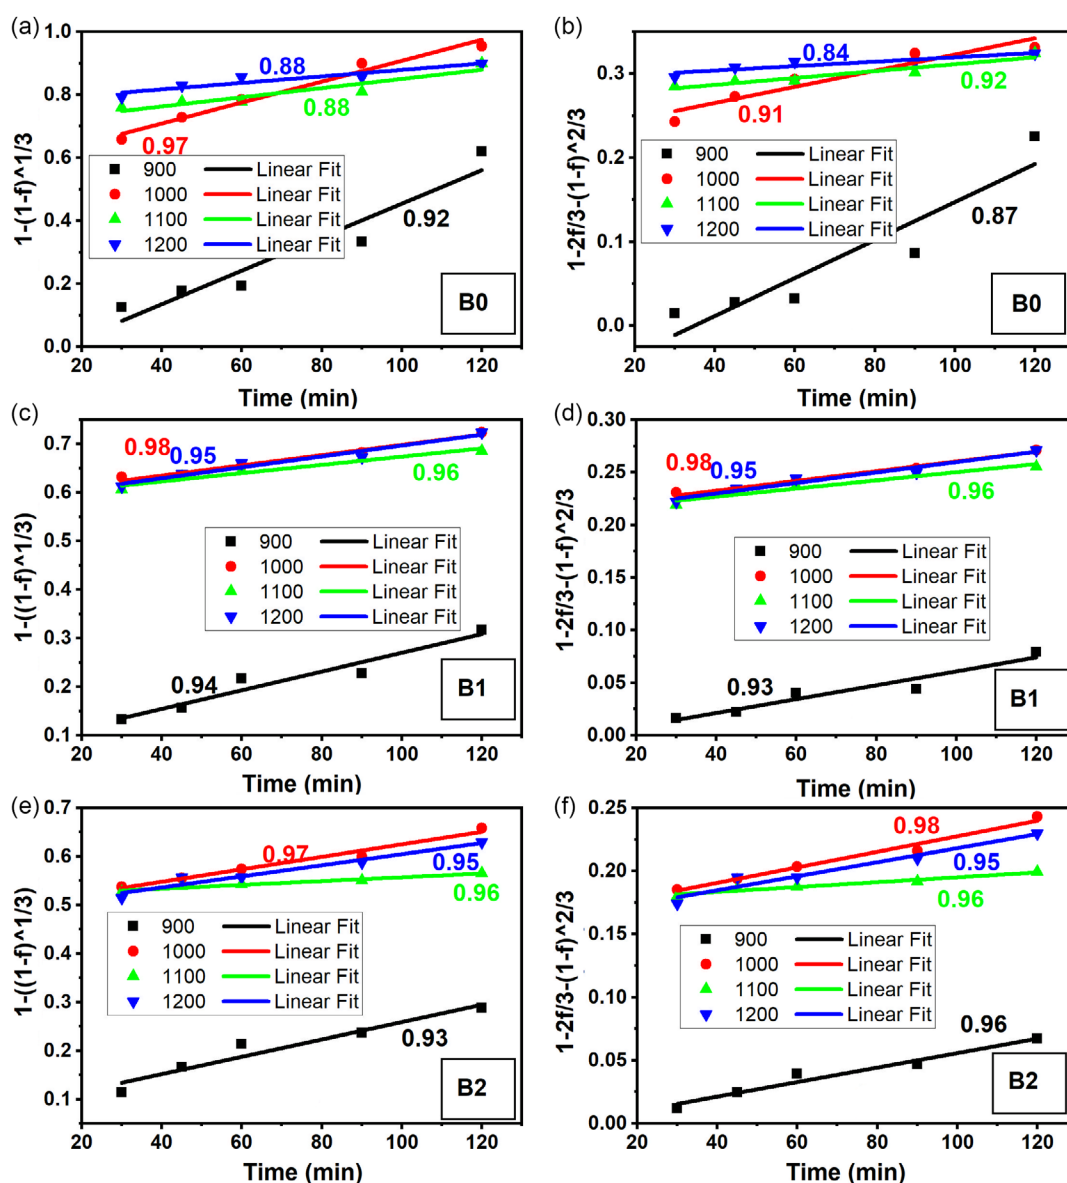 (a)
1-(1-f)^1/3
1.0
0.8
0.6
0.4
0.2
0.0
0.88
0.88
0.97
0.92
900 Linear Fit
1000 Linear Fit
1100 Linear Fit
1200 Linear Fit
B0
20 40 60 80 100 120
Time (min)
(b)
1-2f/3-(1-f)^2/3
0.3
0.2
0.1
0.0
0.84
0.92
0.91
0.87
900 Linear Fit
1000 Linear Fit
1100 Linear Fit
1200 Linear Fit
B0
20 40 60 80 100 120
Time (min)
(c)
1-((1-f)^1/3)
0.7
0.6
0.5
0.4
0.3
0.2
0.1
0.98
0.95
0.96
0.94
900 Linear Fit
1000 Linear Fit
1100 Linear Fit
1200 Linear Fit
B1
20 40 60 80 100 120
Time (min)
(d)
1-2f/3-(1-f)^2/3
0.30
0.25
0.20
0.15
0.10
0.05
0.00
0.98
0.95
0.96
0.93
900 Linear Fit
1000 Linear Fit
1100 Linear Fit
1200 Linear Fit
B1
20 40 60 80 100 120
Time (min)
(e)
1-((1-f)^1/3)
0.7
0.6
0.5
0.4
0.3
0.2
0.1
0.97
0.95
0.96
0.93
900 Linear Fit
1000 Linear Fit
1100 Linear Fit
1200 Linear Fit
B2
20 40 60 80 100 120
Time (min)
(f)
1-2f/3-(1-f)^2/3
0.25
0.20
0.15
0.10
0.05
0.00
0.98
0.95
0.96
0.96
900 Linear Fit
1000 Linear Fit
1100 Linear Fit
1200 Linear Fit
B2
20 40 60 80 100 120
Time (min)